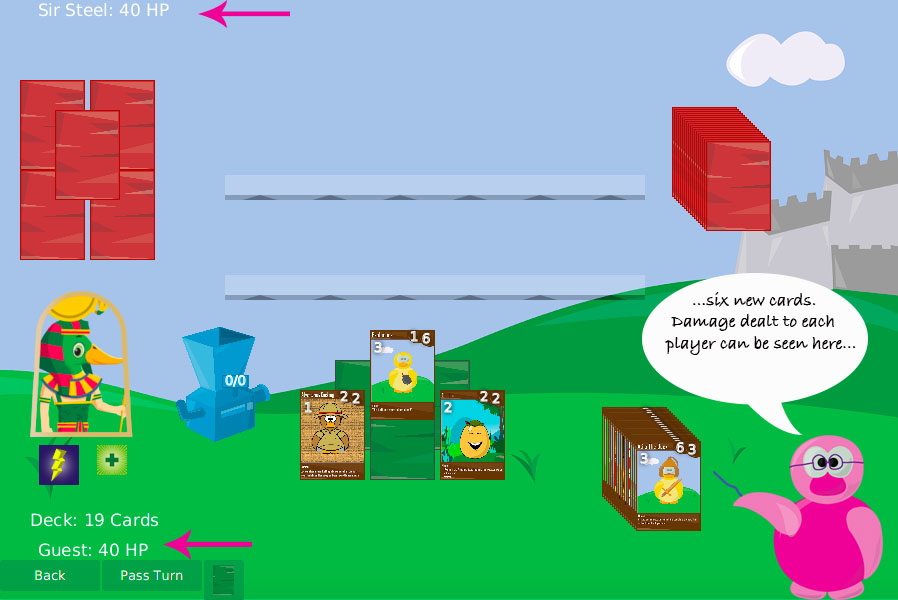 Sir Steel: 40 HP
...six new cards.
Damage dealt to each
player can be seen here...
0/0
1 6
3
2 2
1
2 2
2
6 3
3
Deck: 19 Cards
Guest: 40 HP
Back
Pass Turn